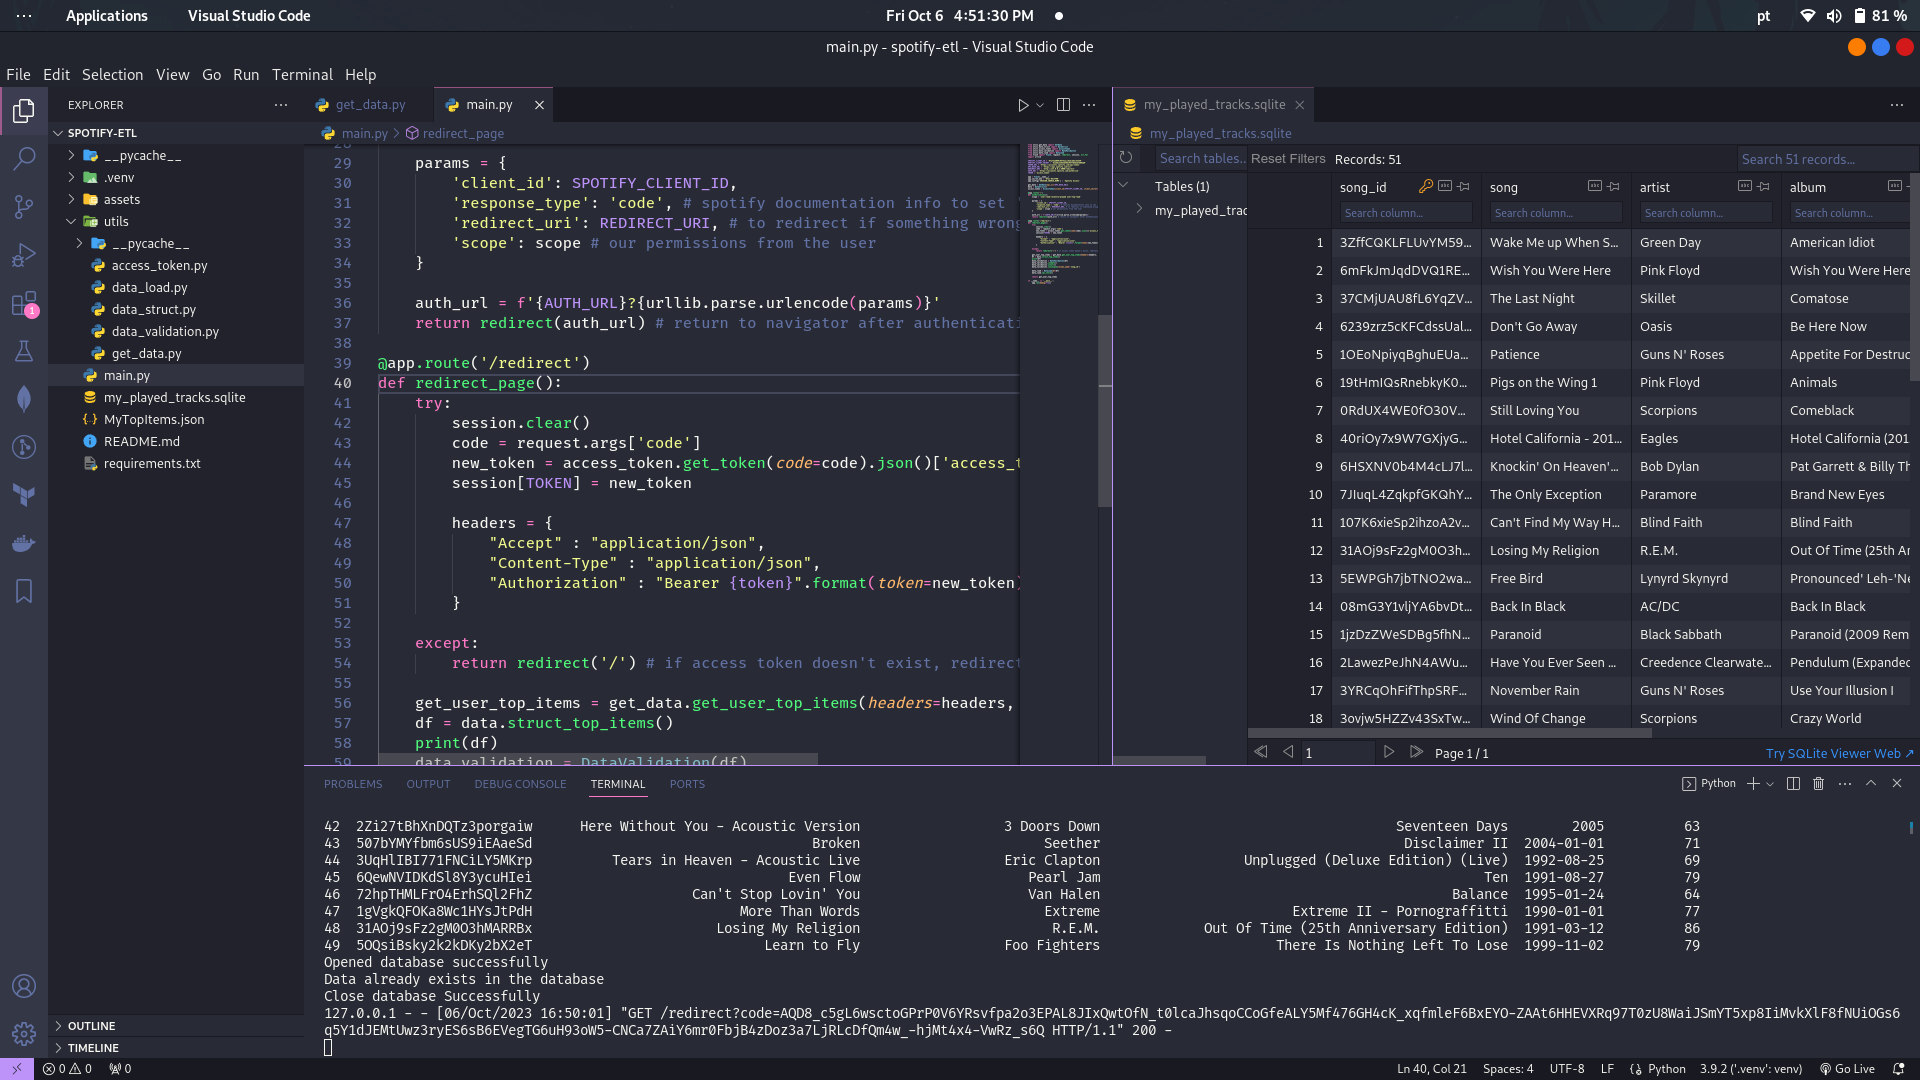 Applications
Visual Studio Code
Fri Oct 6 4:51:30 PM
pt
81 %
main.py - spotify-etl - Visual Studio Code
File Edit Selection View Go Run Terminal Help
EXPLORER
SPOTIFY-ETL
__pycache__
.venv
assets
utils
__pycache__
access_token.py
data_load.py
data_struct.py
data_validation.py
get_data.py
main.py
my_played_tracks.sqlite
MyTopItems.json
README.md
requirements.txt
OUTLINE
TIMELINE
1
get_data.py
main.py
main.py > redirect_page
29 params = {
30 'client_id': SPOTIFY_CLIENT_ID,
31 'response_type': 'code', # spotify documentation info to set
32 'redirect_uri': REDIRECT_URI, # to redirect if something wrong
33 'scope': scope # our permissions from the user
34 }
35
36 auth_url = f'{AUTH_URL}?{urllib.parse.urlencode(params)}'
37 return redirect(auth_url) # return to navigator after authenticati
38
39 @app.route('/redirect')
40 def redirect_page():
41 try:
42 session.clear()
43 code = request.args['code']
44 new_token = access_token.get_token(code=code).json()['access_t
45 session[TOKEN] = new_token
46
47 headers = {
48 "Accept" : "application/json",
49 "Content-Type" : "application/json",
50 "Authorization" : "Bearer {token}".format(token=new_token)
51 }
52
53 except:
54 return redirect('/') # if access token doesn't exist, redirect
55
56 get_user_top_items = get_data.get_user_top_items(headers=headers,
57 df = data.struct_top_items()
58 print(df)
59 data_validation = DataValidation(df)
my_played_tracks.sqlite
my_played_tracks.sqlite
Search tables...
Reset Filters
Records: 51
Search 51 records...
Tables (1)
my_played_trac
song_id song artist album
Search column... Search column... Search column... Search column...
1 3ZffCQKLFLUvYM59... Wake Me up When S... Green Day American Idiot
2 6mFkJmJqdDVQ1RE... Wish You Were Here Pink Floyd Wish You Were Here
3 37CMjUAU8fL6YqZV... The Last Night Skillet Comatose
4 6239zrz5cKFCdssUal... Don't Go Away Oasis Be Here Now
5 1OEoNpiyqBghuEUa... Patience Guns N' Roses Appetite For Destruc
6 19tHmIQsRnebkyK0... Pigs on the Wing 1 Pink Floyd Animals
7 0RdUX4WE0fO30V... Still Loving You Scorpions Comeblack
8 40riOy7x9W7GXjyG... Hotel California - 201... Eagles Hotel California (201
9 6HSXNV0b4M4cLJ7l... Knockin' On Heaven'... Bob Dylan Pat Garrett & Billy Th
10 7JIuqL4ZqkpfGKQhY... The Only Exception Paramore Brand New Eyes
11 107K6xieSp2ihzoA2v... Can't Find My Way H... Blind Faith Blind Faith
12 31AOj9sFz2gM0O3h... Losing My Religion R.E.M. Out Of Time (25th An
13 5EWPGh7jbTNO2wa... Free Bird Lynyrd Skynyrd Pronounced' Leh-'Ne
14 08mG3Y1vljYA6bvDt... Back In Black AC/DC Back In Black
15 1jzDzZWeSDBg5fhN... Paranoid Black Sabbath Paranoid (2009 Rem
16 2LawezPeJhN4AWu... Have You Ever Seen ... Creedence Clearwate... Pendulum (Expanded
17 3YRCqOhFifThpSRF... November Rain Guns N' Roses Use Your Illusion I
18 3ovjw5HZZv43SxTw... Wind Of Change Scorpions Crazy World
1
Page 1 / 1
Try SQLite Viewer Web ↗
PROBLEMS OUTPUT DEBUG CONSOLE TERMINAL PORTS
Python
42 2Zi27tBhXnDQTz3porgaiw Here Without You - Acoustic Version 3 Doors Down Seventeen Days 2005 63
43 507bYMYfbm6sUS9iEAaeSd Broken Seether Disclaimer II 2004-01-01 71
44 3UqHlIBI771FNCiLY5MKrp Tears in Heaven - Acoustic Live Eric Clapton Unplugged (Deluxe Edition) (Live) 1992-08-25 69
45 6QewNVIDKdSl8Y3ycuHIei Even Flow Pearl Jam Ten 1991-08-27 79
46 72hpTHMLFrO4ErhSQl2FhZ Can't Stop Lovin' You Van Halen Balance 1995-01-24 64
47 1gVgkQFOKa8Wc1HYsJtPdH More Than Words Extreme Extreme II - Pornograffitti 1990-01-01 77
48 31AOj9sFz2gM0O3hMARRBx Losing My Religion R.E.M. Out Of Time (25th Anniversary Edition) 1991-03-12 86
49 5OQsiBsky2k2kDKy2bX2eT Learn to Fly Foo Fighters There Is Nothing Left To Lose 1999-11-02 79
Opened database successfully
Data already exists in the database
Close database Successfully
127.0.0.1 - - [06/Oct/2023 16:50:01] "GET /redirect?code=AQD8_c5gL6wsctoGPrP0V6YRsvfpa2o3EPAL8JIxQwtOfN_t0lcaJhsqoCCoGfeALY5Mf476GH4cK_xqfmleF6BxEYO-ZAAt6HHEVXRq97T0zU8WaiJSmYT5xp8IiMvkXlF8fNUiOGs6
q5Y1dJEMtUwz3ryES6sB6EVegTG6uH93oW5-CNCa7ZAiY6mr0FbjB4zDoz3a7LjRLcDfQm4w_-hjMt4x4-VwRz_s6Q HTTP/1.1" 200 -
0 0 0
Ln 40, Col 21 Spaces: 4 UTF-8 LF Python 3.9.2 ('.venv': venv) Go Live